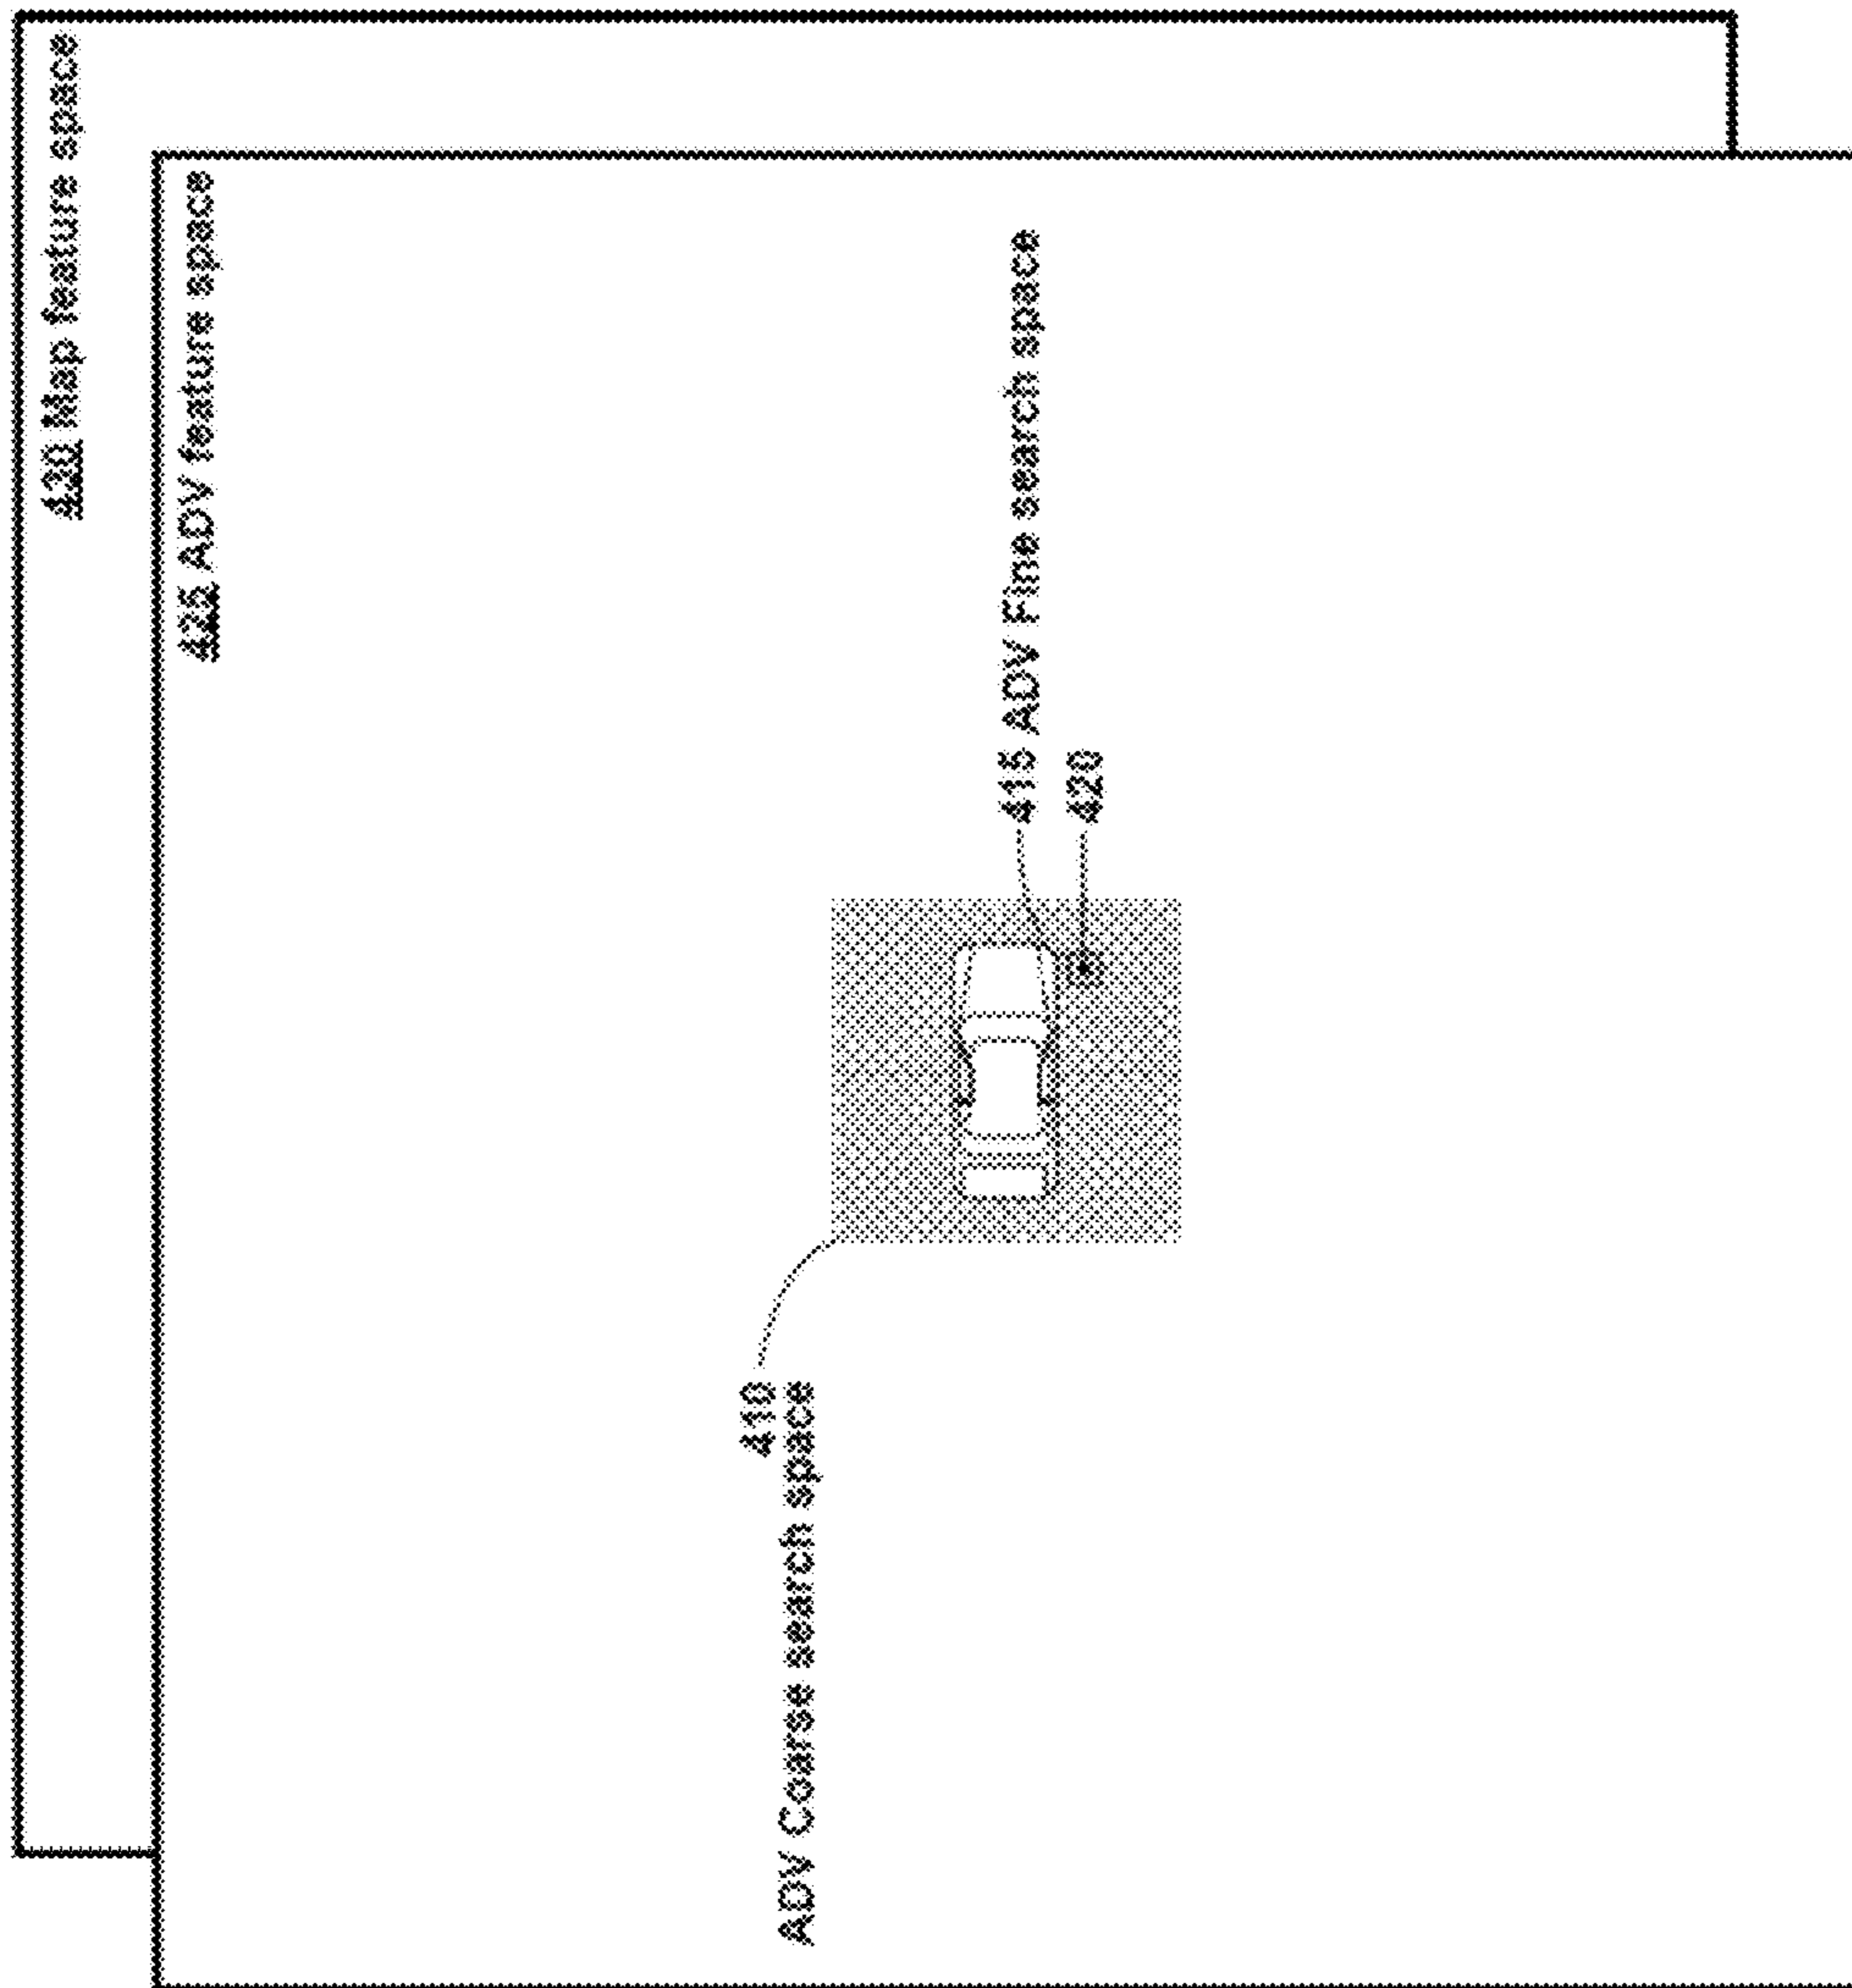 430 Map feature space
425 ADV feature space
410
ADV Coarse search space
415 ADV Fine search space
420